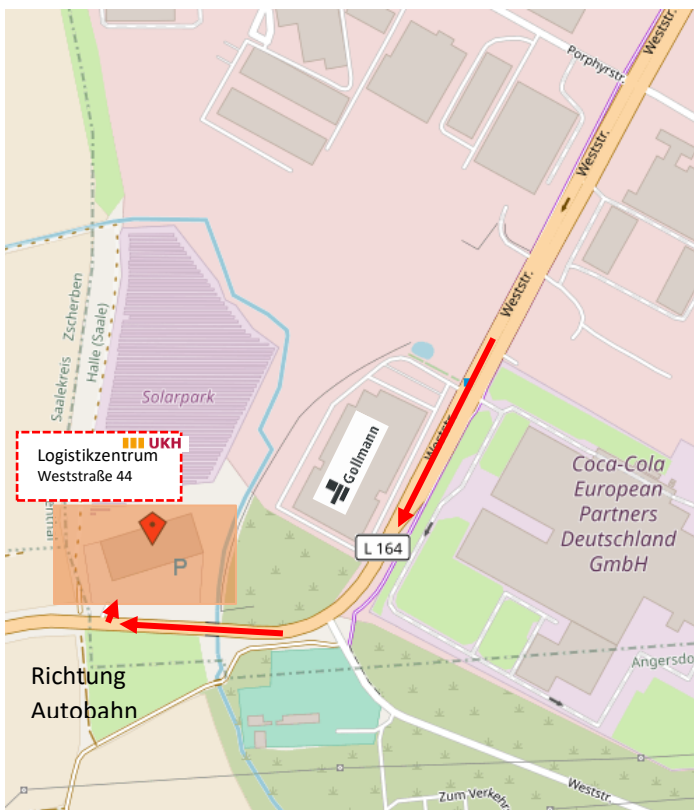 Weststr.
Porphyrstr.
Weststr.
Weststr.
Saalekreis Zscherben
Halle (Saale)
Solarpark
UKH
Logistikzentrum
Weststraße 44
Gollmann
Weststr.
Coca-Cola
European
Partners
Deutschland
GmbH
L 164
P
Angersdo
Richtung
Autobahn
Weststr.
Zum Verkehr